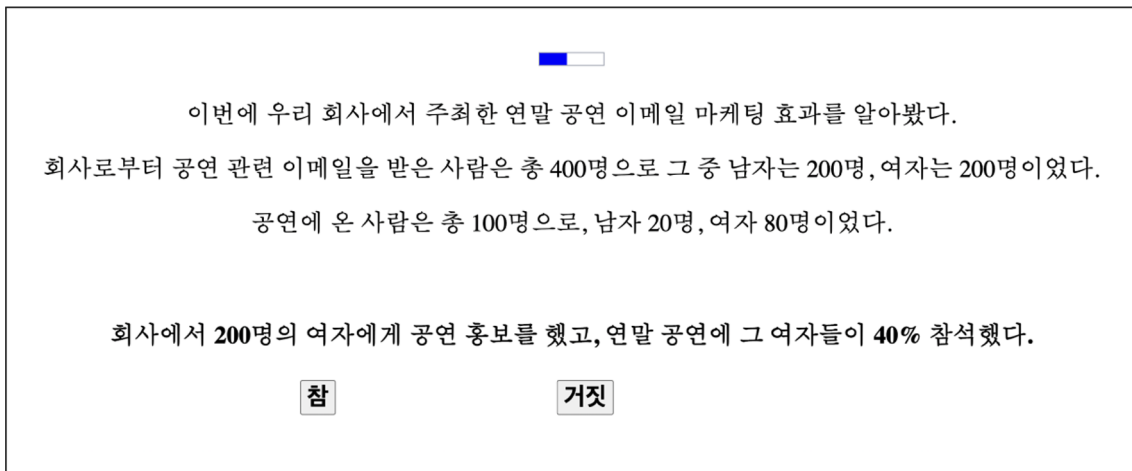 이번에 우리 회사에서 주최한 연말 공연 이메일 마케팅 효과를 알아봤다.
회사로부터 공연 관련 이메일을 받은 사람은 총 400명으로 그 중 남자는 200명, 여자는 200명이었다.
공연에 온 사람은 총 100명으로, 남자 20명, 여자 80명이었다.
회사에서 200명의 여자에게 공연 홍보를 했고, 연말 공연에 그 여자들이 40% 참석했다.
참 거짓